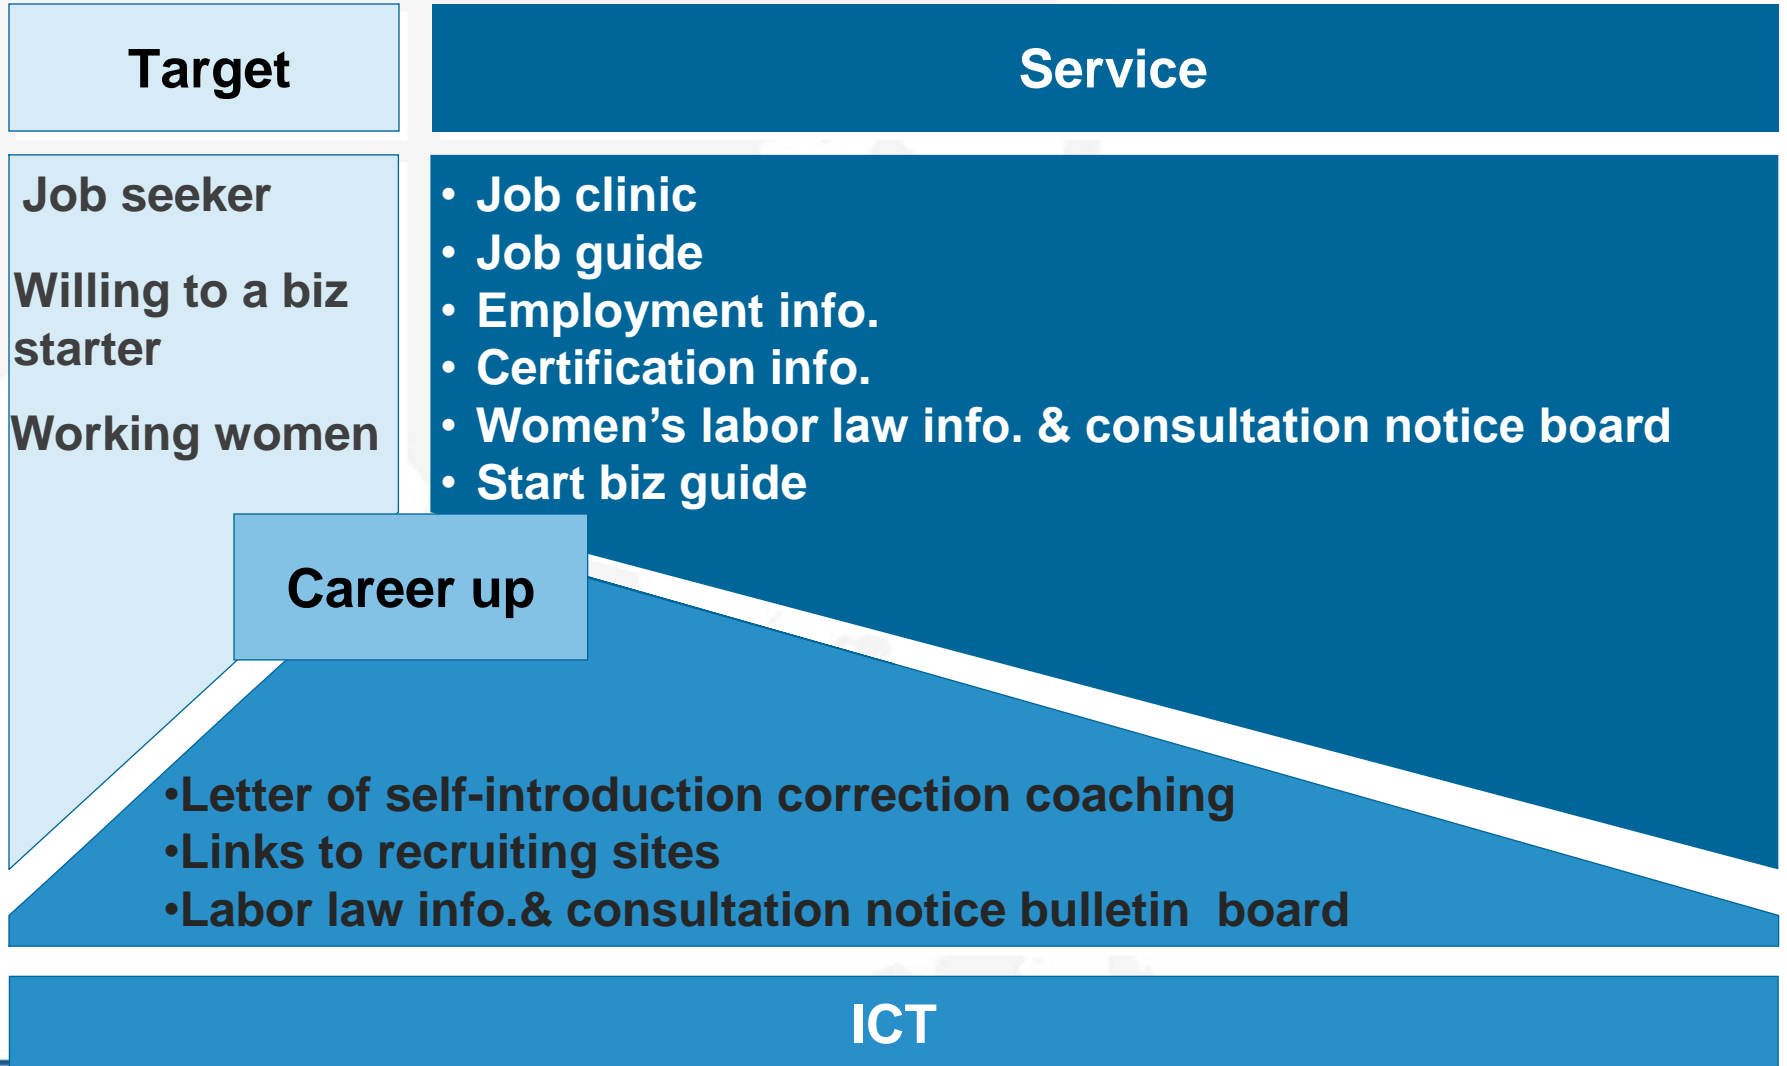 Target
Service
Job seeker
Willing to a biz
starter
Working women
• Job clinic
• Job guide
• Employment info.
• Certification info.
• Women’s labor law info. & consultation notice board
• Start biz guide
Career up
•Letter of self-introduction correction coaching
•Links to recruiting sites
•Labor law info.& consultation notice bulletin  board
ICT